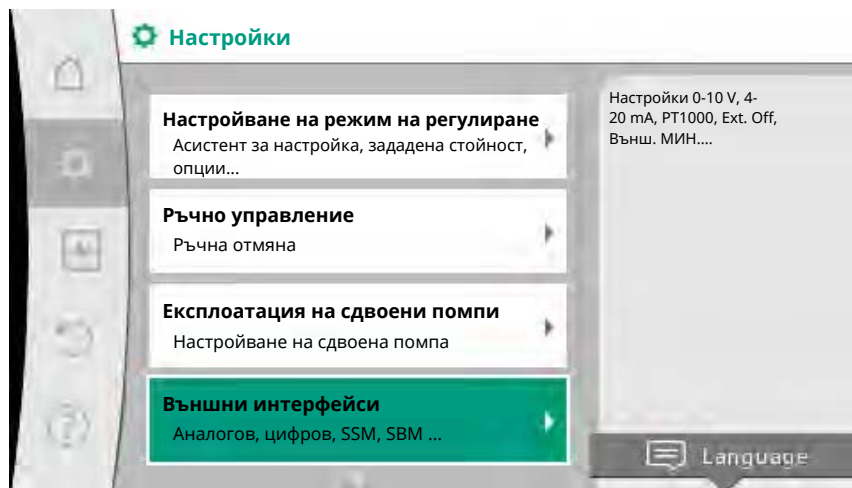 Настройки
Настройване на режим на регулиране
Асистент за настройка, зададена стойност,
опции...
Ръчно управление
Ръчна отмяна
Експлоатация на сдвоени помпи
Настройване на сдвоена помпа
Външни интерфейси
Аналогов, цифров, SSM, SBM ...
Настройки 0-10 V, 4-
20 mA, PT1000, Ext. Off,
Външ. МИН....
Language